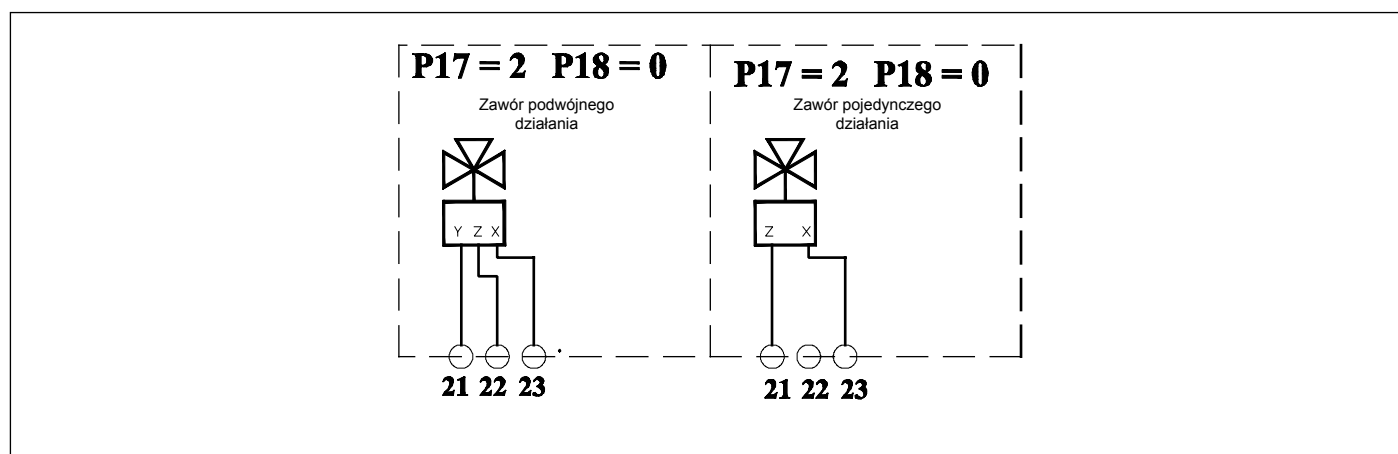 P17 = 2 P18 = 0
Zawór podwójnego
działania
Y Z X
21 22 23
P17 = 2 P18 = 0
Zawór pojedynczego
działania
Z X
21 22 23